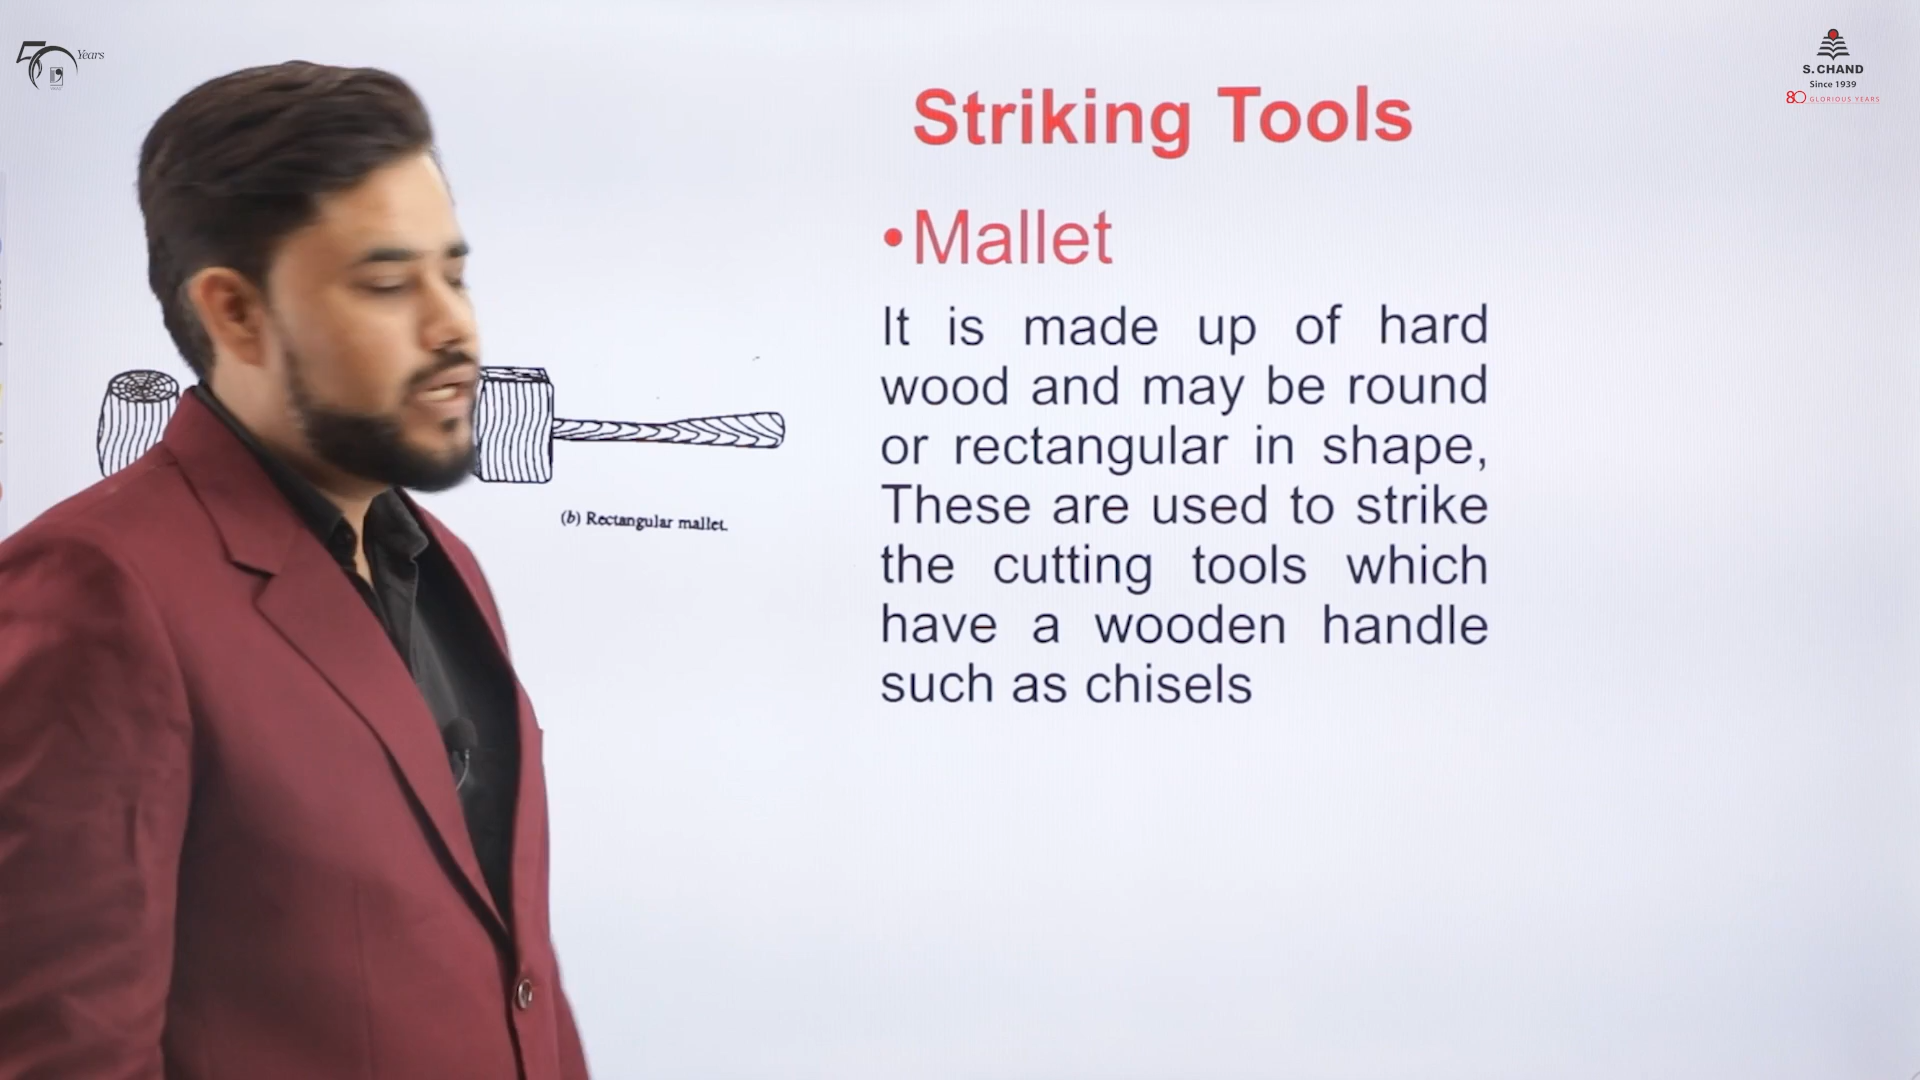 50 Years
S. CHAND
Since 1939
80 GLORIOUS YEARS
Striking Tools
•Mallet
It is made up of hard
wood and may be round
or rectangular in shape,
These are used to strike
the cutting tools which
have a wooden handle
such as chisels
(b) Rectangular mallet.